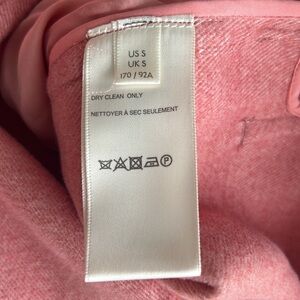 US S
UK S
170 / 92A
DRY CLEAN ONLY
NETTOYER À SEC SEULEMENT
P